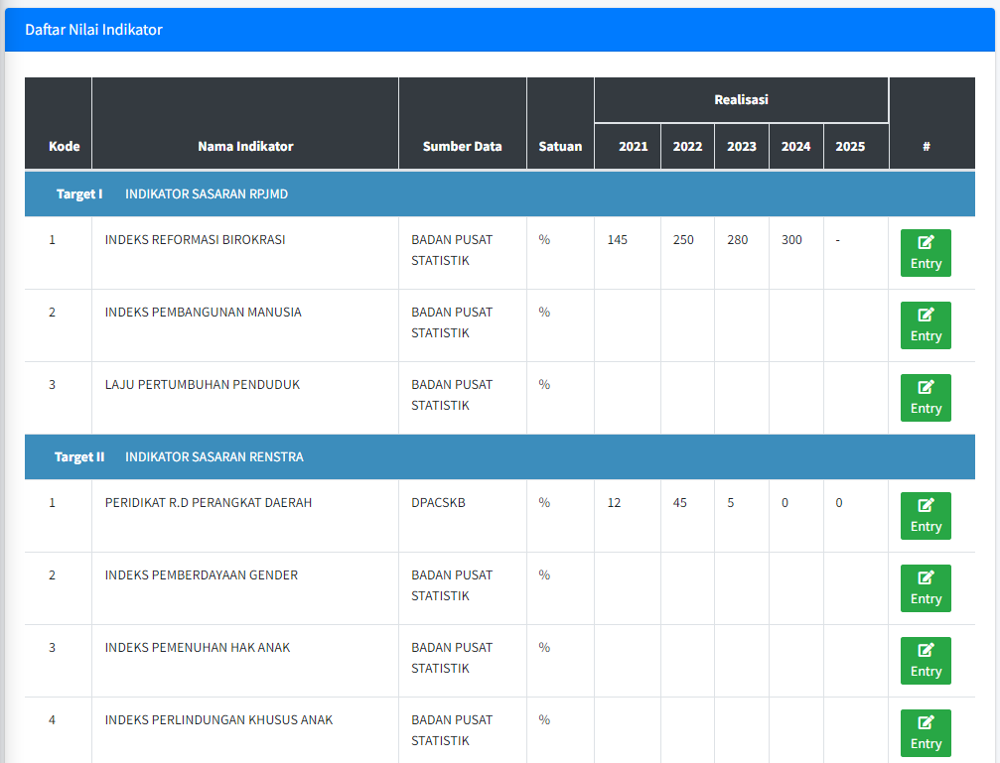 Daftar Nilai Indikator
Realisasi
Kode Nama Indikator Sumber Data Satuan 2021 2022 2023 2024 2025 #
Target I INDIKATOR SASARAN RPJMD
1 INDEKS REFORMASI BIROKRASI BADAN PUSAT % 145 250 280 300 -
STATISTIK Entry
2 INDEKS PEMBANGUNAN MANUSIA BADAN PUSAT %
STATISTIK Entry
3 LAJU PERTUMBUHAN PENDUDUK BADAN PUSAT %
STATISTIK Entry
Target II INDIKATOR SASARAN RENSTRA
1 PERIDIKAT R.D PERANGKAT DAERAH DPACSKB % 12 45 5 0 0
Entry
2 INDEKS PEMBERDAYAAN GENDER BADAN PUSAT %
STATISTIK Entry
3 INDEKS PEMENUHAN HAK ANAK BADAN PUSAT %
STATISTIK Entry
4 INDEKS PERLINDUNGAN KHUSUS ANAK BADAN PUSAT %
STATISTIK Entry